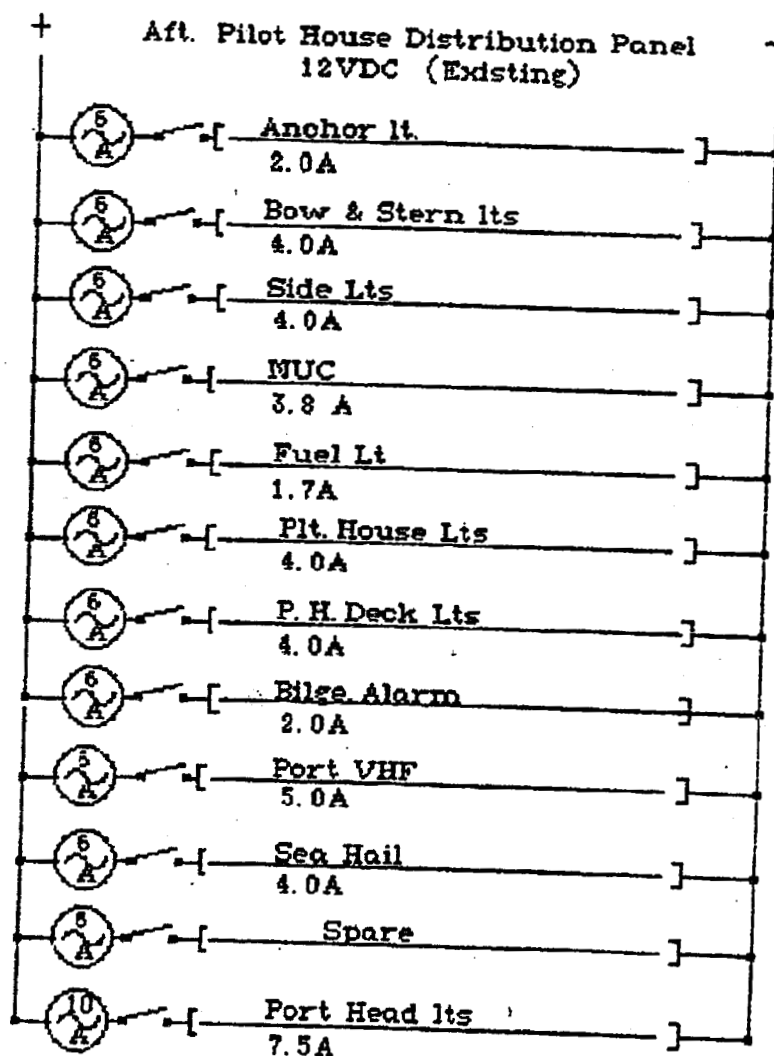 + Aft. Pilot House Distribution Panel -
12VDC (Existing)
5 A Anchor lt.
2.0A
5 A Bow & Stern lts
4.0A
5 A Side Lts
4.0A
5 A MUC
3.8 A
5 A Fuel Lt
1.7A
5 A Plt. House Lts
4.0A
5 A P.H. Deck Lts
4.0A
5 A Bilge Alarm
2.0A
5 A Port VHF
5.0A
5 A Sea Hail
4.0A
5 A Spare
10 A Port Head lts
7.5A